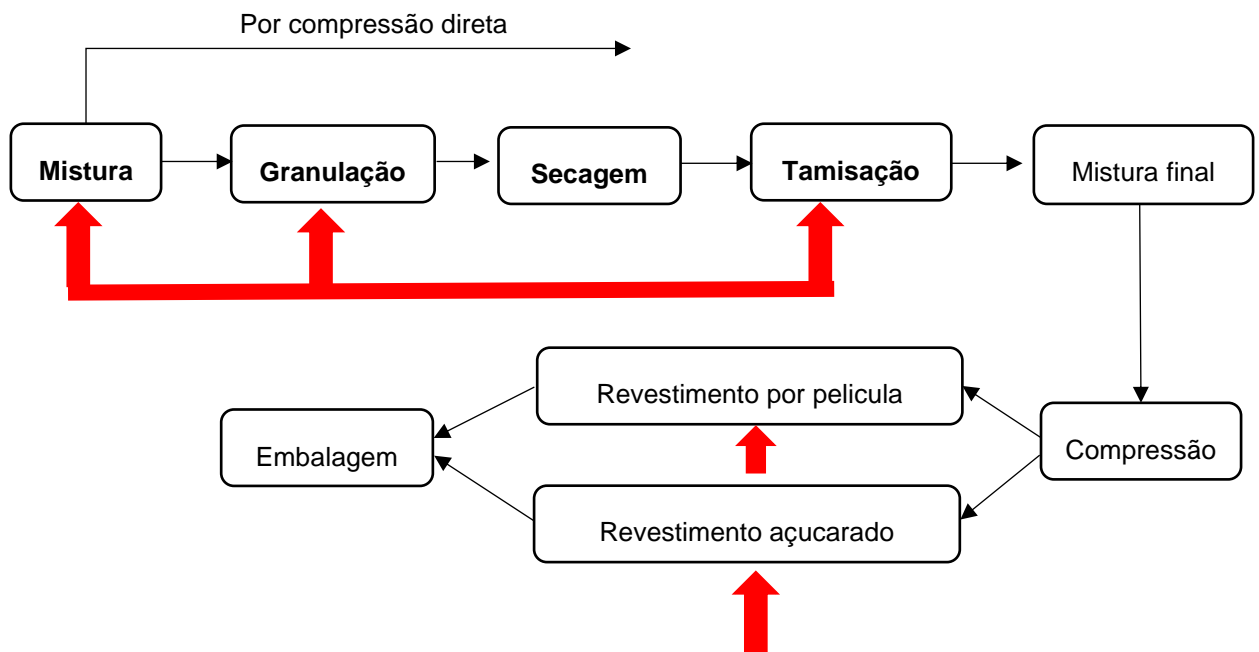 Por compressão direta
Mistura
Granulação
Secagem
Tamisação
Mistura final
Revestimento por pelicula
Embalagem
Compressão
Revestimento açucarado